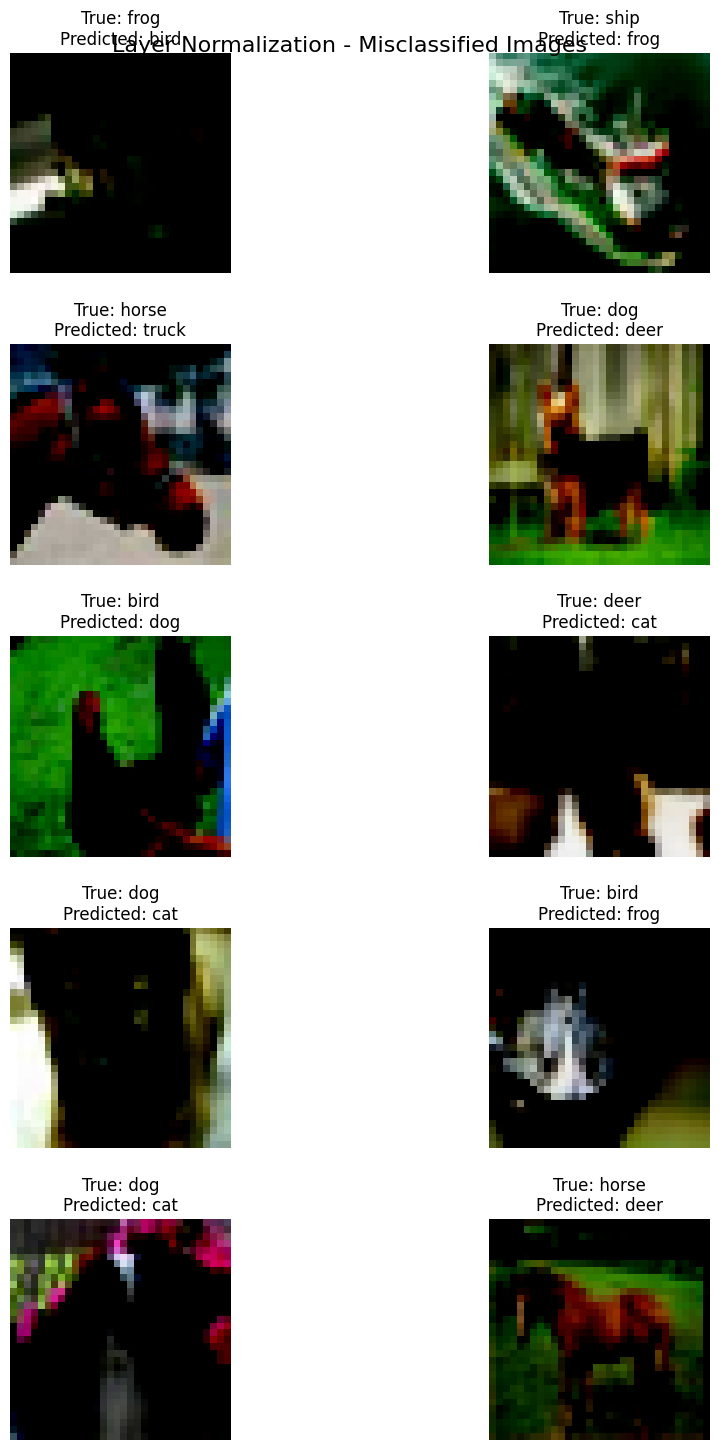 Layer Normalization - Misclassified Images
True: frog
Predicted: bird
True: ship
Predicted: frog
True: horse
Predicted: truck
True: dog
Predicted: deer
True: bird
Predicted: dog
True: deer
Predicted: cat
True: dog
Predicted: cat
True: bird
Predicted: frog
True: dog
Predicted: cat
True: horse
Predicted: deer